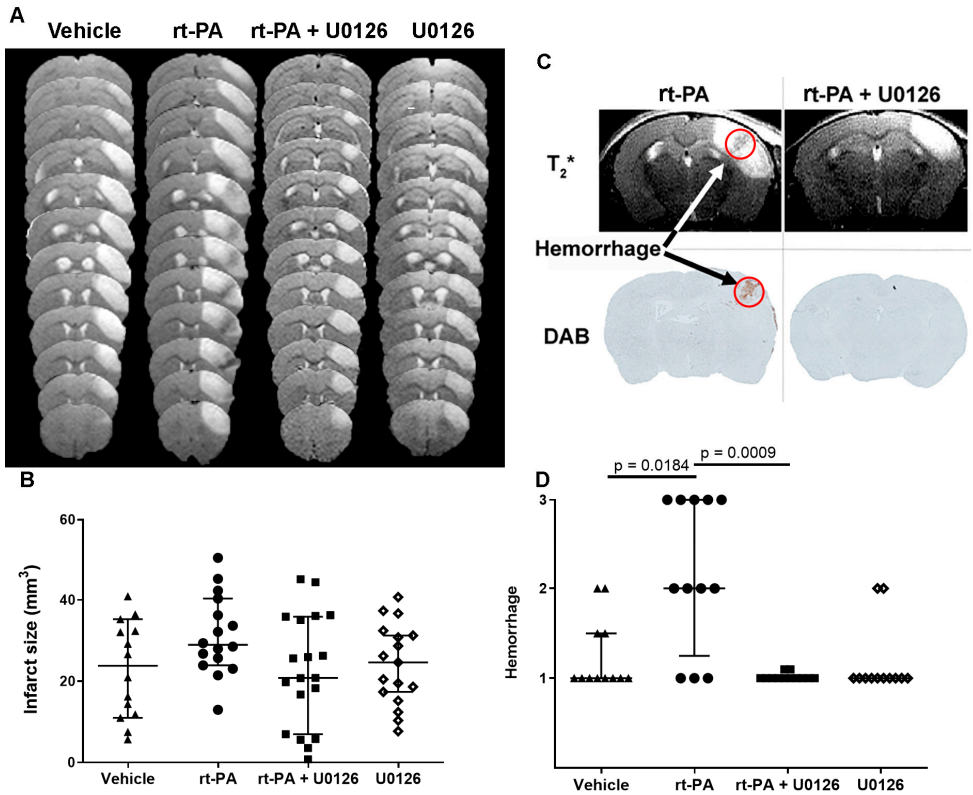 A
Vehicle rt-PA rt-PA + U0126 U0126
C
rt-PA rt-PA + U0126
T2*
Hemorrhage
DAB
B
Infarct size (mm3)
60
40
20
0
Vehicle rt-PA rt-PA + U0126 U0126
D
p = 0.0184 p = 0.0009
Hemorrhage
3
2
1
Vehicle rt-PA rt-PA + U0126 U0126